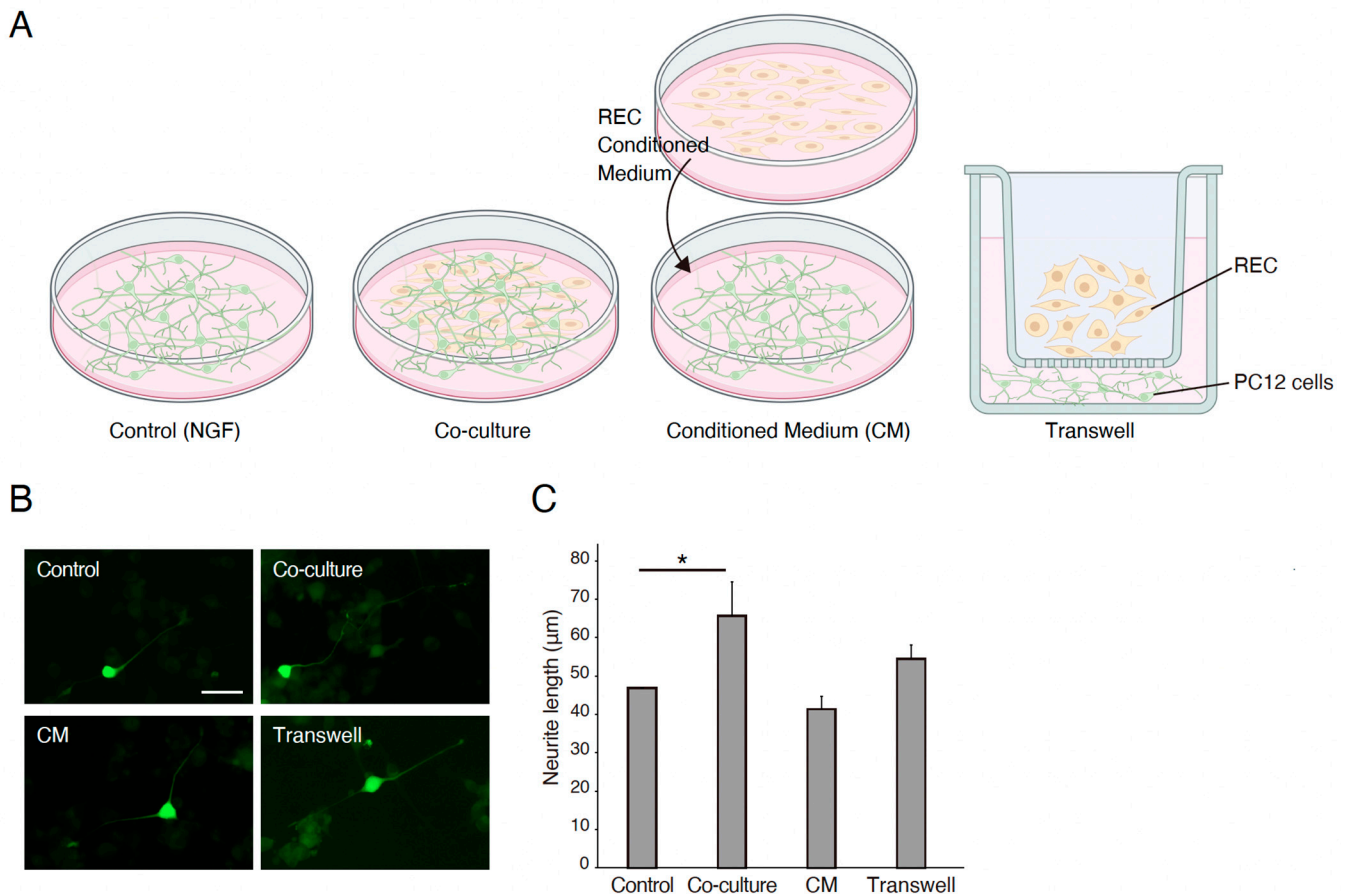 A
REC
Conditioned
Medium
REC
PC12 cells
Control (NGF)
Co-culture
Conditioned Medium (CM)
Transwell
B
Control
Co-culture
CM
Transwell
C
Neurite length (µm)
80
70
60
50
40
30
20
10
0
*
Control
Co-culture
CM
Transwell